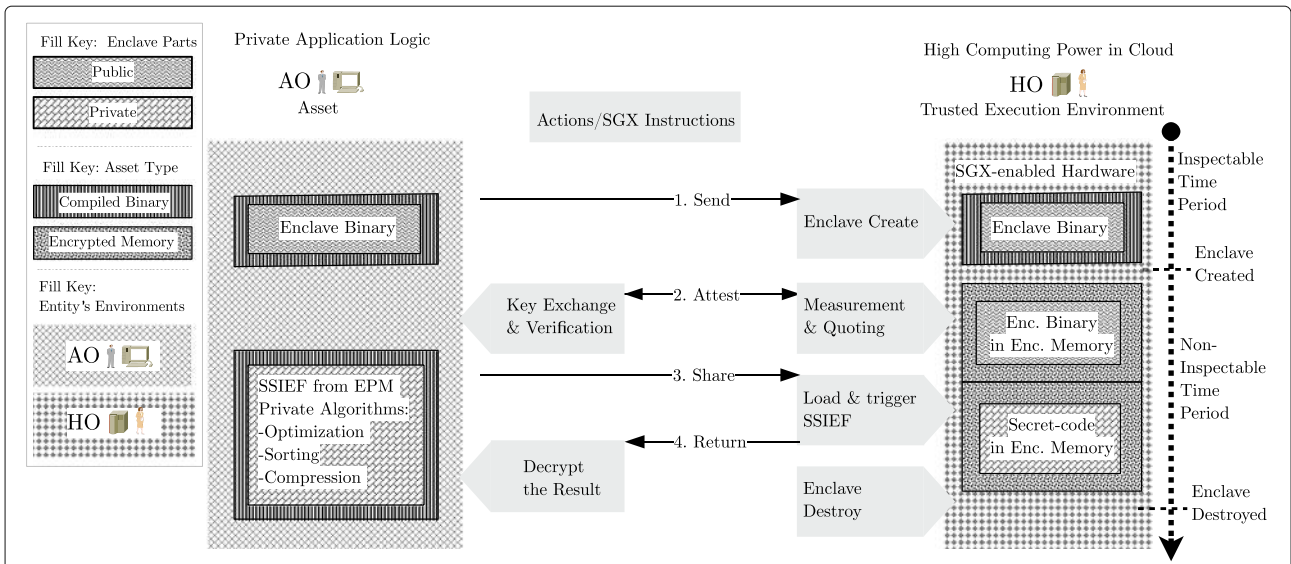 Fill Key: Enclave Parts
Public
Private
Fill Key: Asset Type
Compiled Binary
Encrypted Memory
Fill Key:
Entity's Environments
AO
HO
Private Application Logic
AO
Asset
Enclave Binary
SSIEF from EPM
Private Algorithms:
-Optimization
-Sorting
-Compression
Actions/SGX Instructions
1. Send
Enclave Create
2. Attest
Key Exchange
& Verification
Measurement
& Quoting
3. Share
Load & trigger
SSIEF
4. Return
Decrypt
the Result
Enclave
Destroy
High Computing Power in Cloud
HO
Trusted Execution Environment
SGX-enabled Hardware
Enclave Binary
Enc. Binary
in Enc. Memory
Secret-code
in Enc. Memory
Inspectable
Time
Period
Enclave
Created
Non-
Inspectable
Time
Period
Enclave
Destroyed